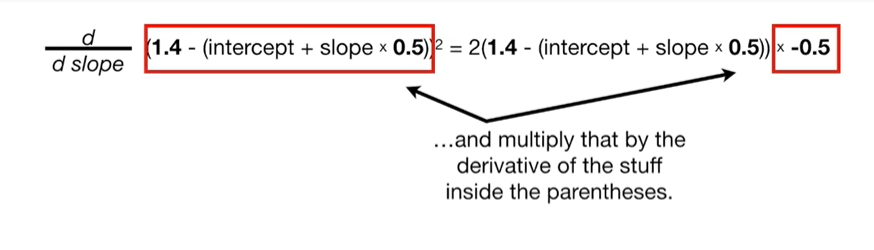 d
d slope
(1.4 - (intercept + slope × 0.5))² = 2(1.4 - (intercept + slope × 0.5)) × -0.5
…and multiply that by the
derivative of the stuff
inside the parentheses.